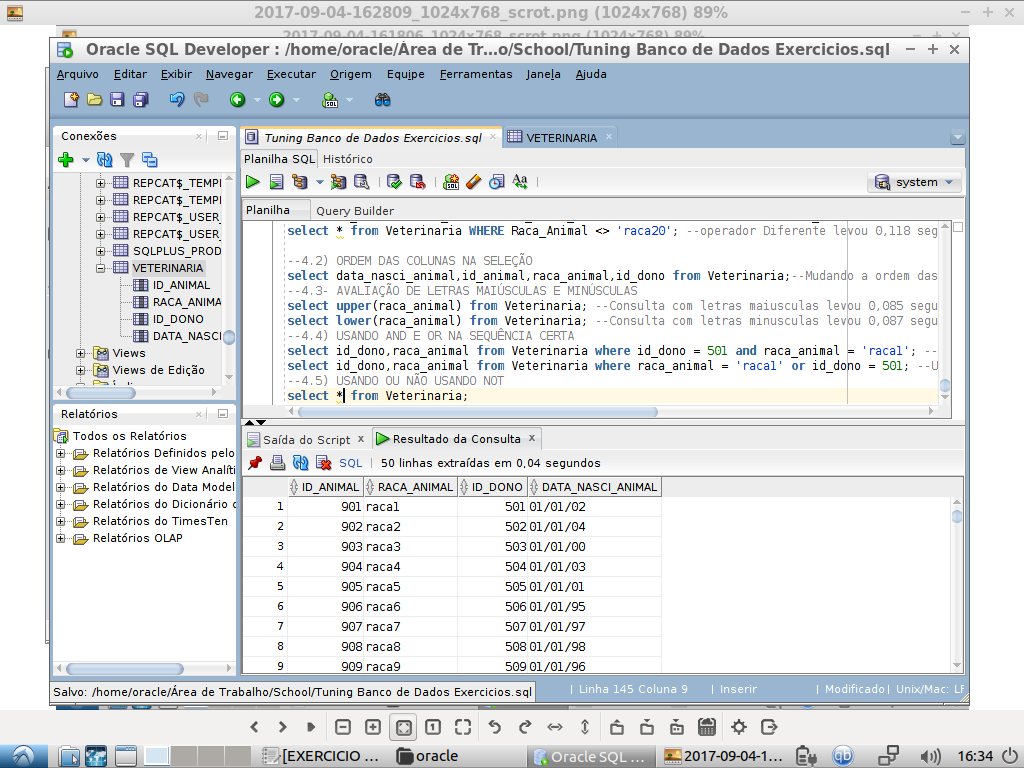 2017-09-04-162809_1024x768_scrot.png (1024x768) 89%
Oracle SQL Developer : /home/oracle/Área de Tr...o/School/Tuning Banco de Dados Exercicios.sql
Arquivo Editar Exibir Navegar Executar Origem Equipe Ferramentas Janela Ajuda
Conexões
REPCAT$_TEMPI
REPCAT$_TEMPI
REPCAT$_USER_
REPCAT$_USER_
SQLPLUS_PROD
VETERINARIA
ID_ANIMAL
RACA_ANIMA
ID_DONO
DATA_NASCI
Views
Views de Edição
Relatórios
Todos os Relatórios
Relatórios Definidos pelo
Relatórios de View Analíti
Relatórios do Data Model
Relatórios do Dicionário
Relatórios do TimesTen
Relatórios OLAP
Tuning Banco de Dados Exercicios.sql
VETERINARIA
Planilha SQL Histórico
system
Planilha Query Builder
select * from Veterinaria WHERE Raca_Animal <> 'raca20'; --operador Diferente levou 0,118 seg
--4.2) ORDEM DAS COLUNAS NA SELEÇÃO
select data_nasci_animal,id_animal,raca_animal,id_dono from Veterinaria;--Mudando a ordem das
--4.3- AVALIAÇÃO DE LETRAS MAIÚSCULAS E MINÚSCULAS
select upper(raca_animal) from Veterinaria; --Consulta com letras maiusculas levou 0,085 segu
select lower(raca_animal) from Veterinaria; --Consulta com letras minusculas levou 0,087 segu
--4.4) USANDO AND E OR NA SEQUÊNCIA CERTA
select id_dono,raca_animal from Veterinaria where id_dono = 501 and raca_animal = 'raca1'; --
select id_dono,raca_animal from Veterinaria where raca_animal = 'raca1' or id_dono = 501; --U
--4.5) USANDO OU NÃO USANDO NOT
select * from Veterinaria;
Saída do Script x Resultado da Consulta x
SQL | 50 linhas extraídas em 0,04 segundos
ID_ANIMAL RACA_ANIMAL ID_DONO DATA_NASCI_ANIMAL
1 901 raca1 501 01/01/02
2 902 raca2 502 01/01/04
3 903 raca3 503 01/01/00
4 904 raca4 504 01/01/03
5 905 raca5 505 01/01/01
6 906 raca6 506 01/01/95
7 907 raca7 507 01/01/97
8 908 raca8 508 01/01/98
9 909 raca9 509 01/01/96
Salvo: /home/oracle/Área de Trabalho/School/Tuning Banco de Dados Exercicios.sql
| Linha 145 Coluna 9 | Inserir | Modificado | Unix/Mac: LF
[EXERCICIO ... oracle Oracle SQL ... 2017-09-04-1... qb 16:34